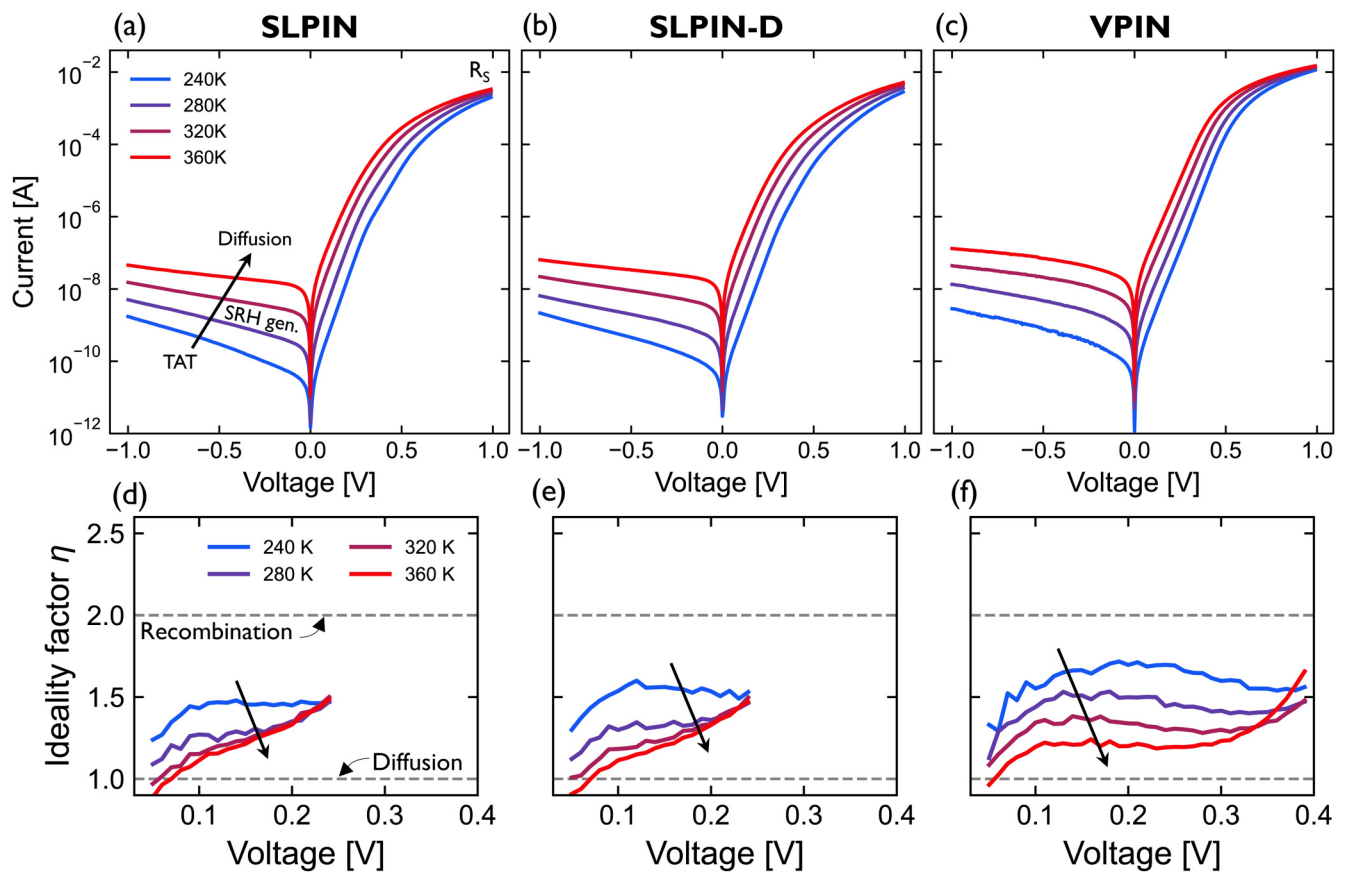 (a) SLPIN
(b) SLPIN-D
(c) VPIN
Current [A]
10⁻²
10⁻⁴
10⁻⁶
10⁻⁸
10⁻¹⁰
10⁻¹²
240K
280K
320K
360K
R_S
Diffusion
SRH gen.
TAT
−1.0 −0.5 0.0 0.5 1.0
Voltage [V]
−1.0 −0.5 0.0 0.5 1.0
Voltage [V]
−1.0 −0.5 0.0 0.5 1.0
Voltage [V]
(d)
(e)
(f)
Ideality factor η
2.5
2.0
1.5
1.0
240 K 320 K
280 K 360 K
Recombination
Diffusion
0.1 0.2 0.3 0.4
Voltage [V]
0.1 0.2 0.3 0.4
Voltage [V]
0.1 0.2 0.3 0.4
Voltage [V]